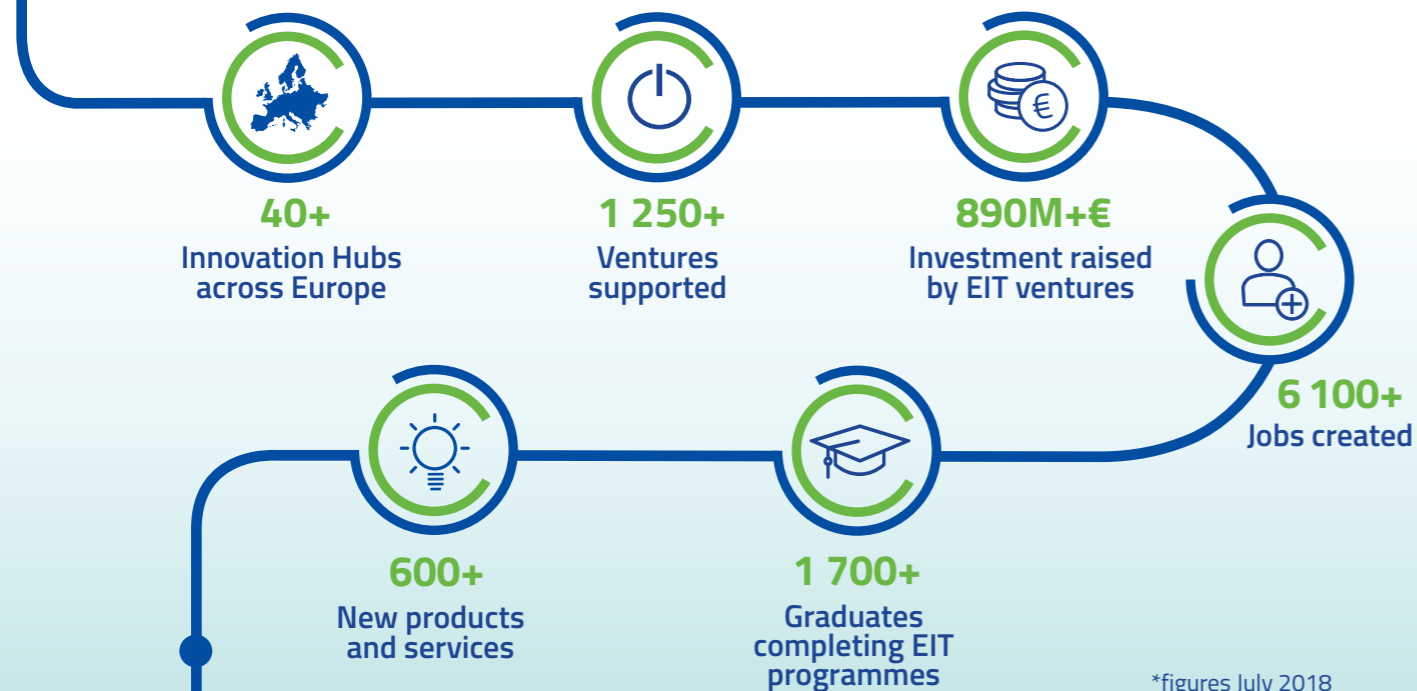 40+
Innovation Hubs
across Europe
1 250+
Ventures
supported
890M+€
Investment raised
by EIT ventures
6 100+
Jobs created
1 700+
Graduates
completing EIT
programmes
600+
New products
and services
*figures July 2018